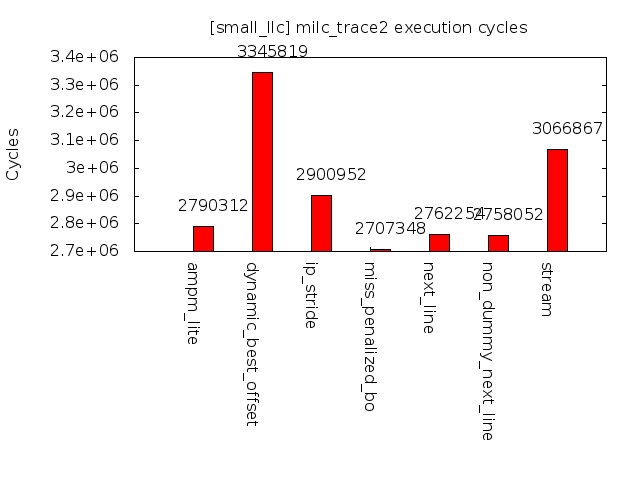 [small_llc] milc_trace2 execution cycles
Cycles
3.4e+06
3.3e+06
3.2e+06
3.1e+06
3e+06
2.9e+06
2.8e+06
2.7e+06
2790312
3345819
2900952
2707348
2762254
2758052
3066867
ampm_lite
dynamic_best_offset
ip_stride
miss_penalized_bo
next_line
non_dummy_next_line
stream